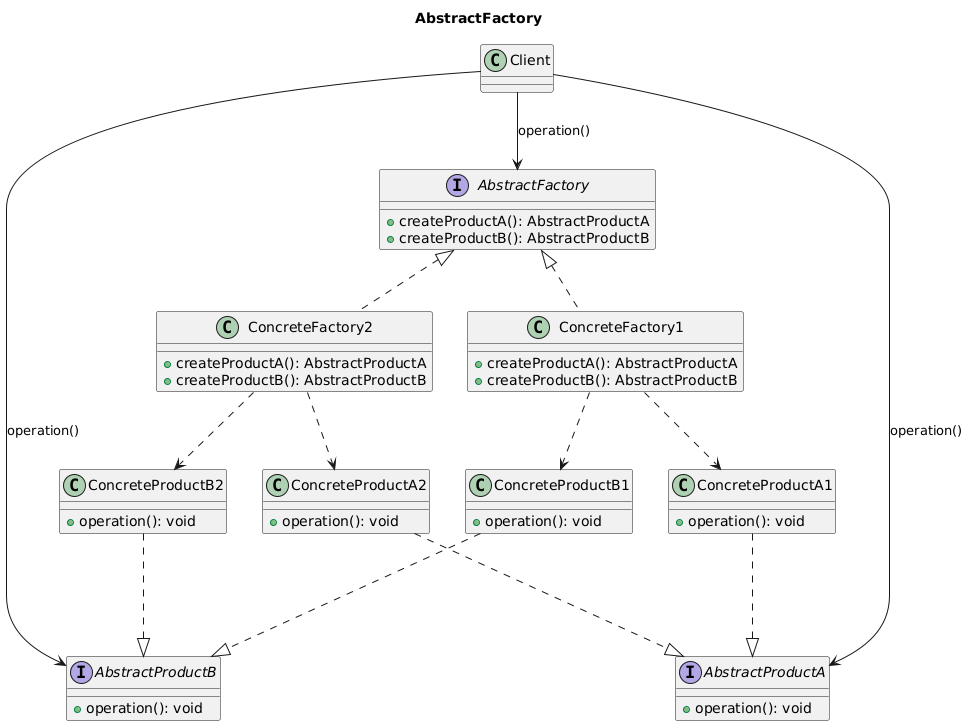 AbstractFactory
C Client
operation()
I AbstractFactory
createProductA(): AbstractProductA
createProductB(): AbstractProductB
C ConcreteFactory2
createProductA(): AbstractProductA
createProductB(): AbstractProductB
C ConcreteFactory1
createProductA(): AbstractProductA
createProductB(): AbstractProductB
operation()
operation()
C ConcreteProductB2
operation(): void
C ConcreteProductA2
operation(): void
C ConcreteProductB1
operation(): void
C ConcreteProductA1
operation(): void
I AbstractProductB
operation(): void
I AbstractProductA
operation(): void